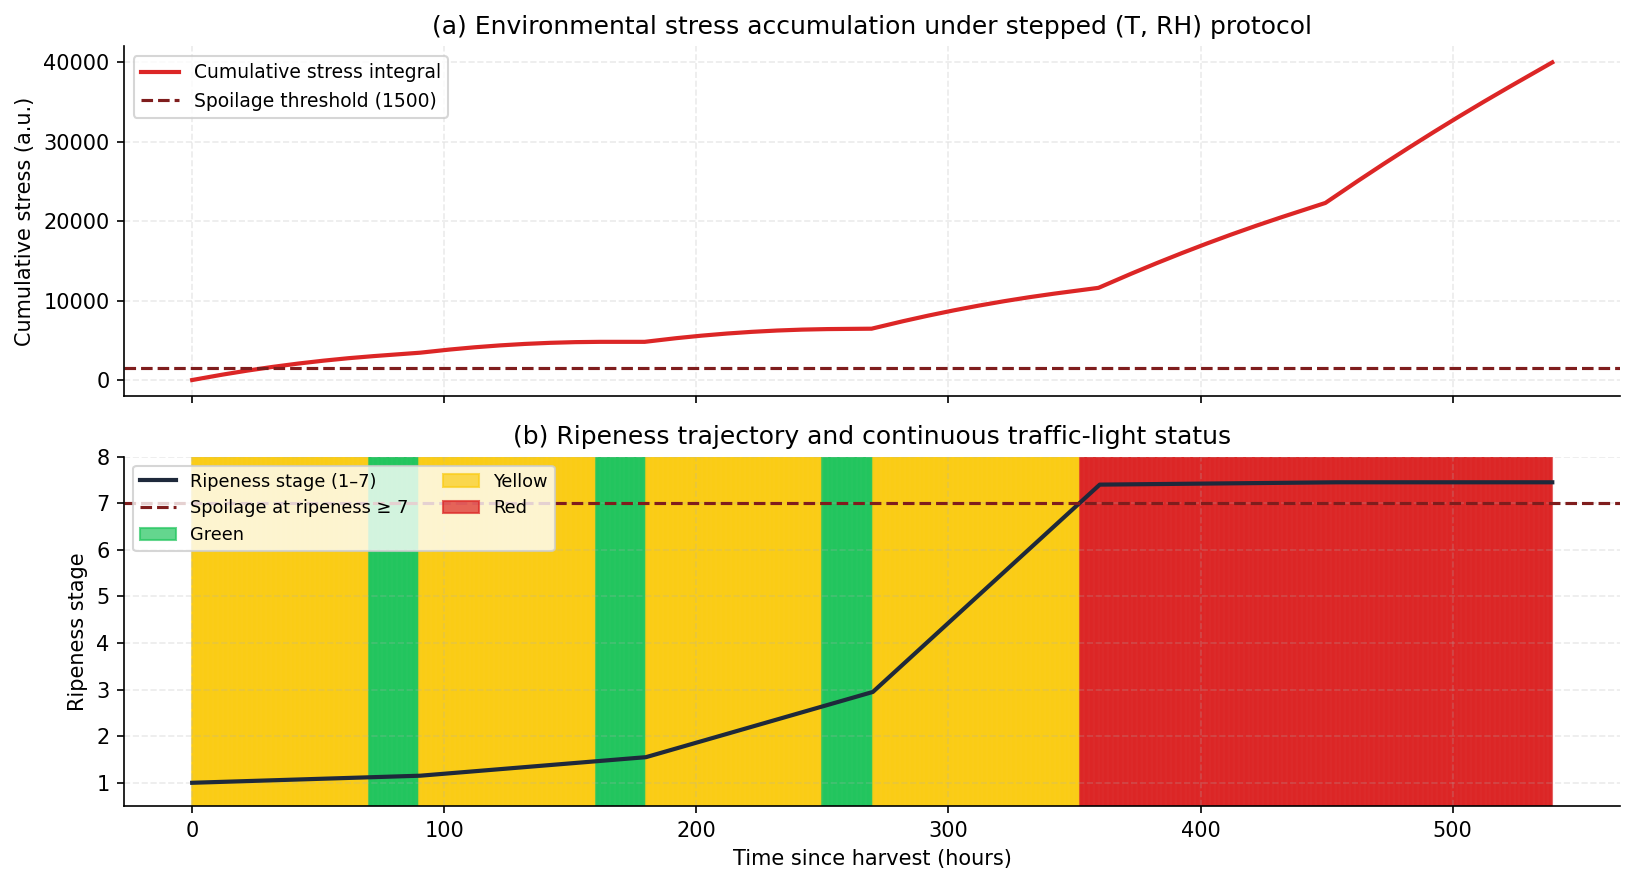 (a) Environmental stress accumulation under stepped (T, RH) protocol
Cumulative stress (a.u.)
40000
30000
20000
10000
0
Cumulative stress integral
Spoilage threshold (1500)
(b) Ripeness trajectory and continuous traffic-light status
Ripeness stage
8
7
6
5
4
3
2
1
Ripeness stage (1–7)
Spoilage at ripeness ≥ 7
Green
Yellow
Red
0 100 200 300 400 500
Time since harvest (hours)